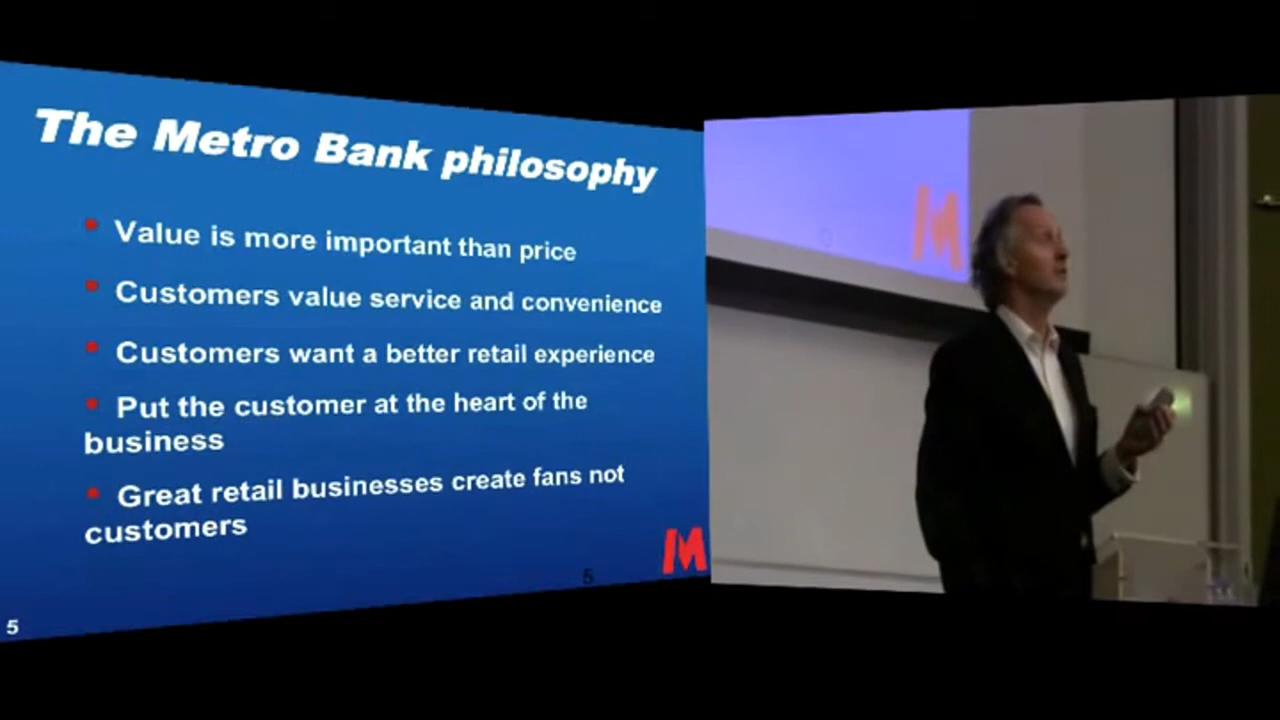 The Metro Bank philosophy
Value is more important than price
Customers value service and convenience
Customers want a better retail experience
Put the customer at the heart of the
business
Great retail businesses create fans not
customers
M
5
5
M